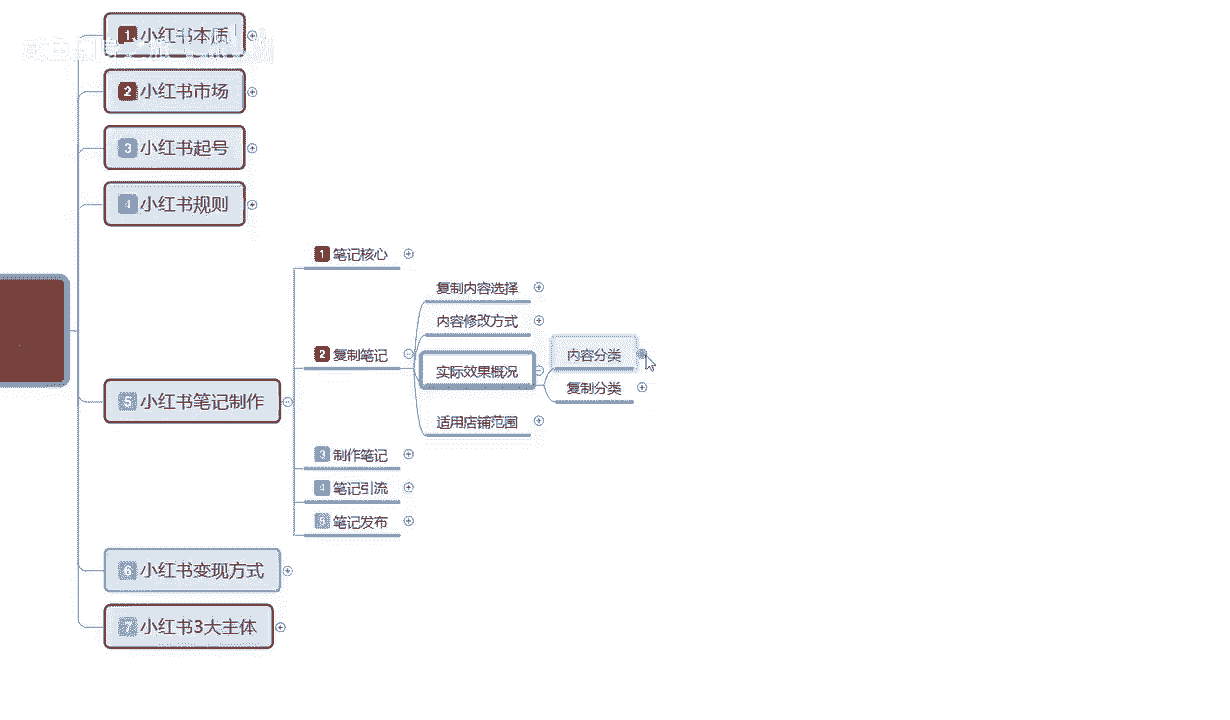 1 小红书本质
2 小红书市场
3 小红书起号
4 小红书规则
5 小红书笔记制作
1 笔记核心
2 复制笔记
复制内容选择
内容修改方式
实际效果概况
内容分类
复制分类
适用店铺范围
3 制作笔记
4 笔记引流
5 笔记发布
6 小红书变现方式
7 小红书3大主体